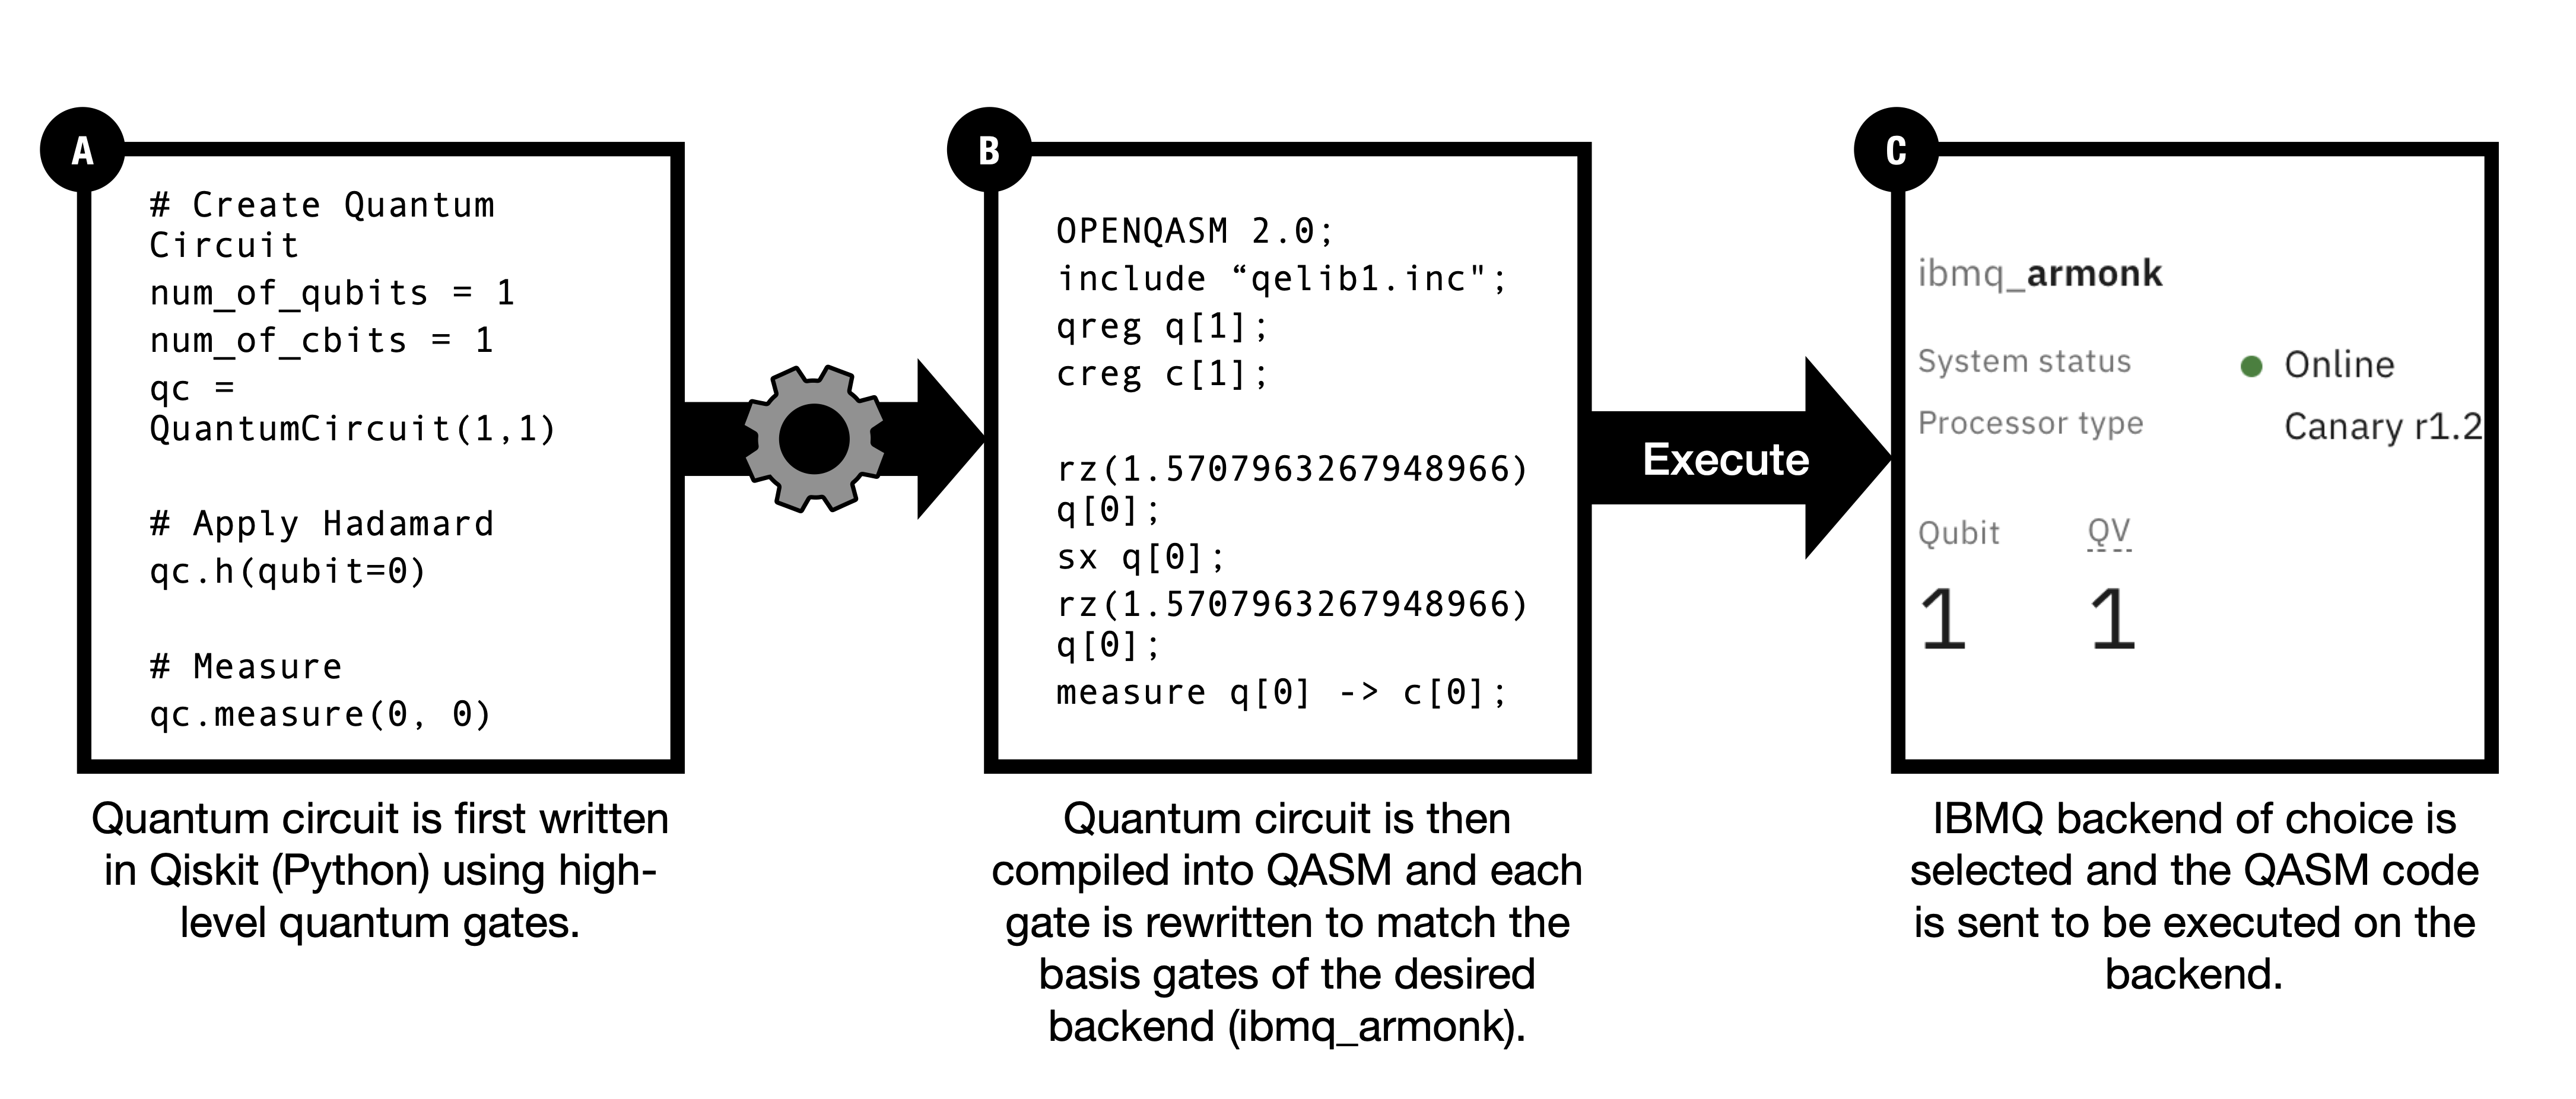 A
# Create Quantum
Circuit
num_of_qubits = 1
num_of_cbits = 1
qc =
QuantumCircuit(1,1)
# Apply Hadamard
qc.h(qubit=0)
# Measure
qc.measure(0, 0)
Quantum circuit is first written
in Qiskit (Python) using high-
level quantum gates.
B
OPENQASM 2.0;
include “qelib1.inc";
qreg q[1];
creg c[1];
rz(1.5707963267948966)
q[0];
sx q[0];
rz(1.5707963267948966)
q[0];
measure q[0] -> c[0];
Quantum circuit is then
compiled into QASM and each
gate is rewritten to match the
basis gates of the desired
backend (ibmq_armonk).
Execute
C
ibmq_armonk
System status Online
Processor type Canary r1.2
Qubit QV
1 1
IBMQ backend of choice is
selected and the QASM code
is sent to be executed on the
backend.